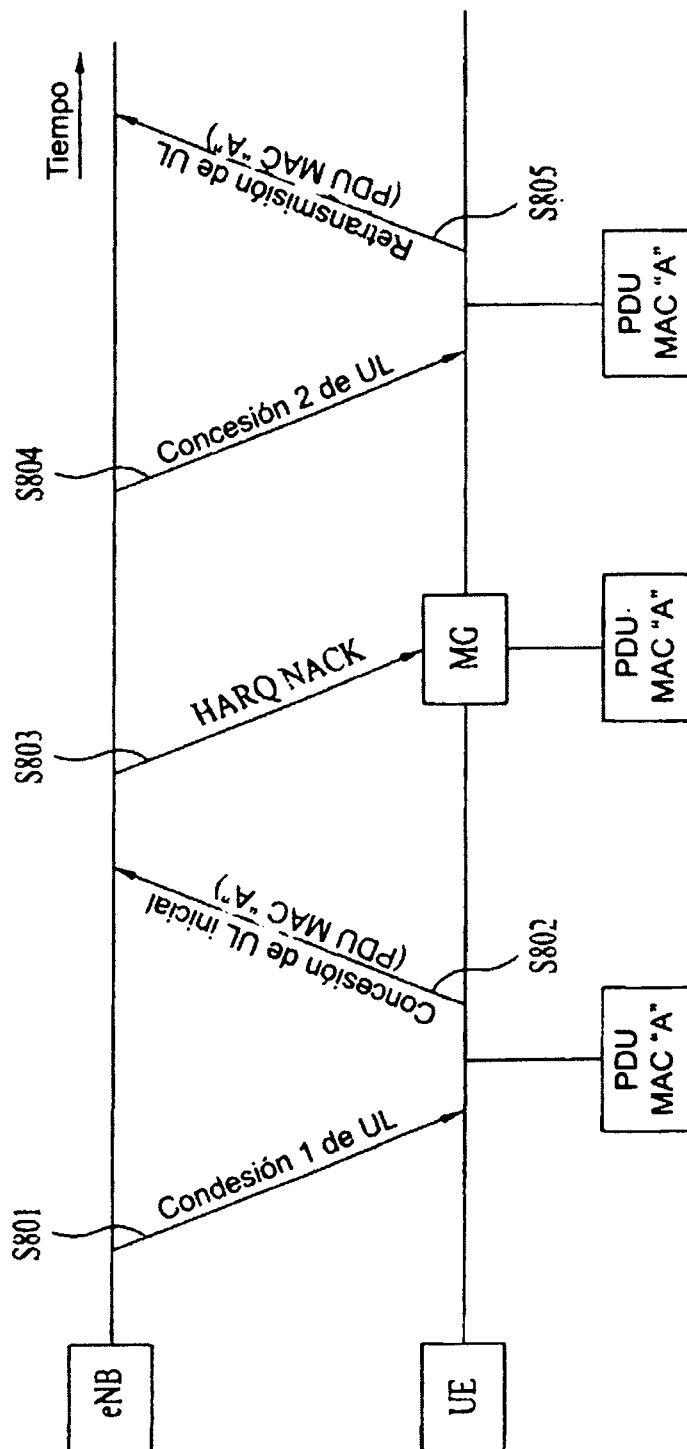 eNB
Tiempo
S801
Condesión 1 de UL
Concesión de UL inicial
(PDU MAC "A")
S802
S803
HARQ NACK
S804
Concesión 2 de UL
Retransmisión de UL
(PDU MAC "A")
S805
UE
MG
PDU
MAC "A"
PDU
MAC "A"
PDU
MAC "A"